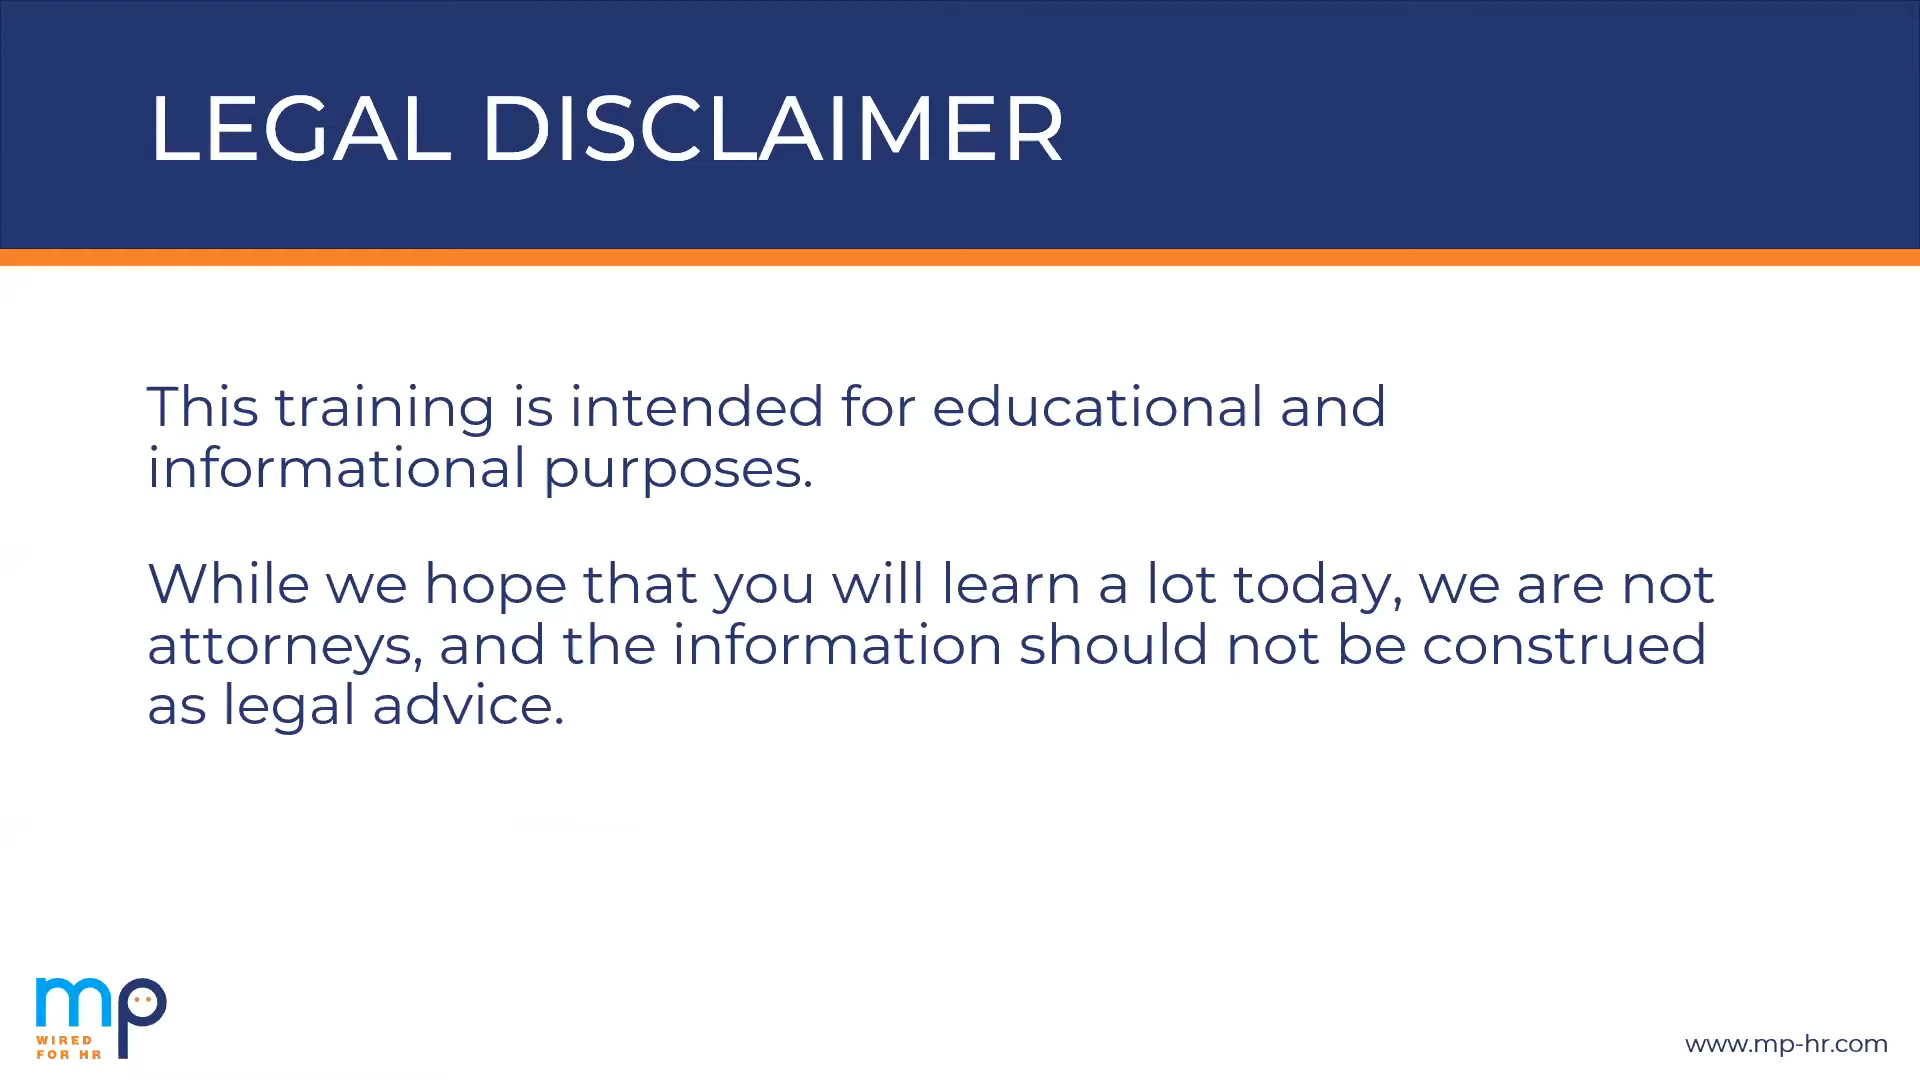 LEGAL DISCLAIMER
This training is intended for educational and
informational purposes.
While we hope that you will learn a lot today, we are not
attorneys, and the information should not be construed
as legal advice.
mp
WIRED
FOR HR
www.mp-hr.com